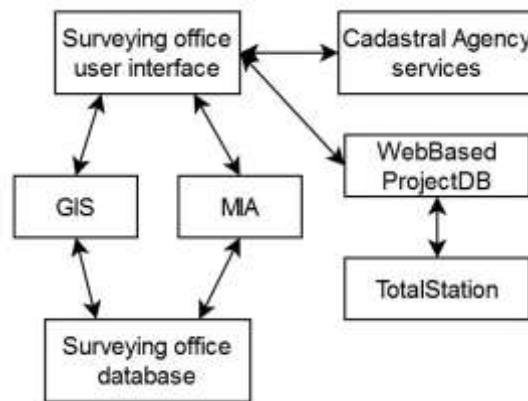 Surveying office
user interface
Cadastral Agency
services
WebBased
ProjectDB
GIS
MIA
TotalStation
Surveying office
database